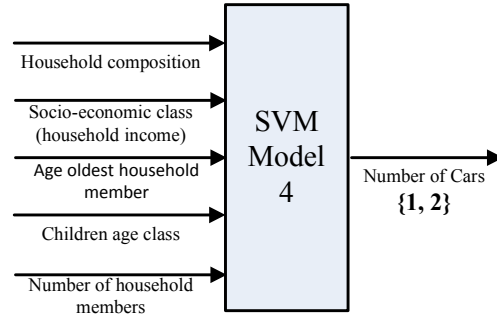 Household composition
Socio-economic class
(household income)
Age oldest household
member
Children age class
Number of household
members
SVM
Model
4
Number of Cars
{1, 2}